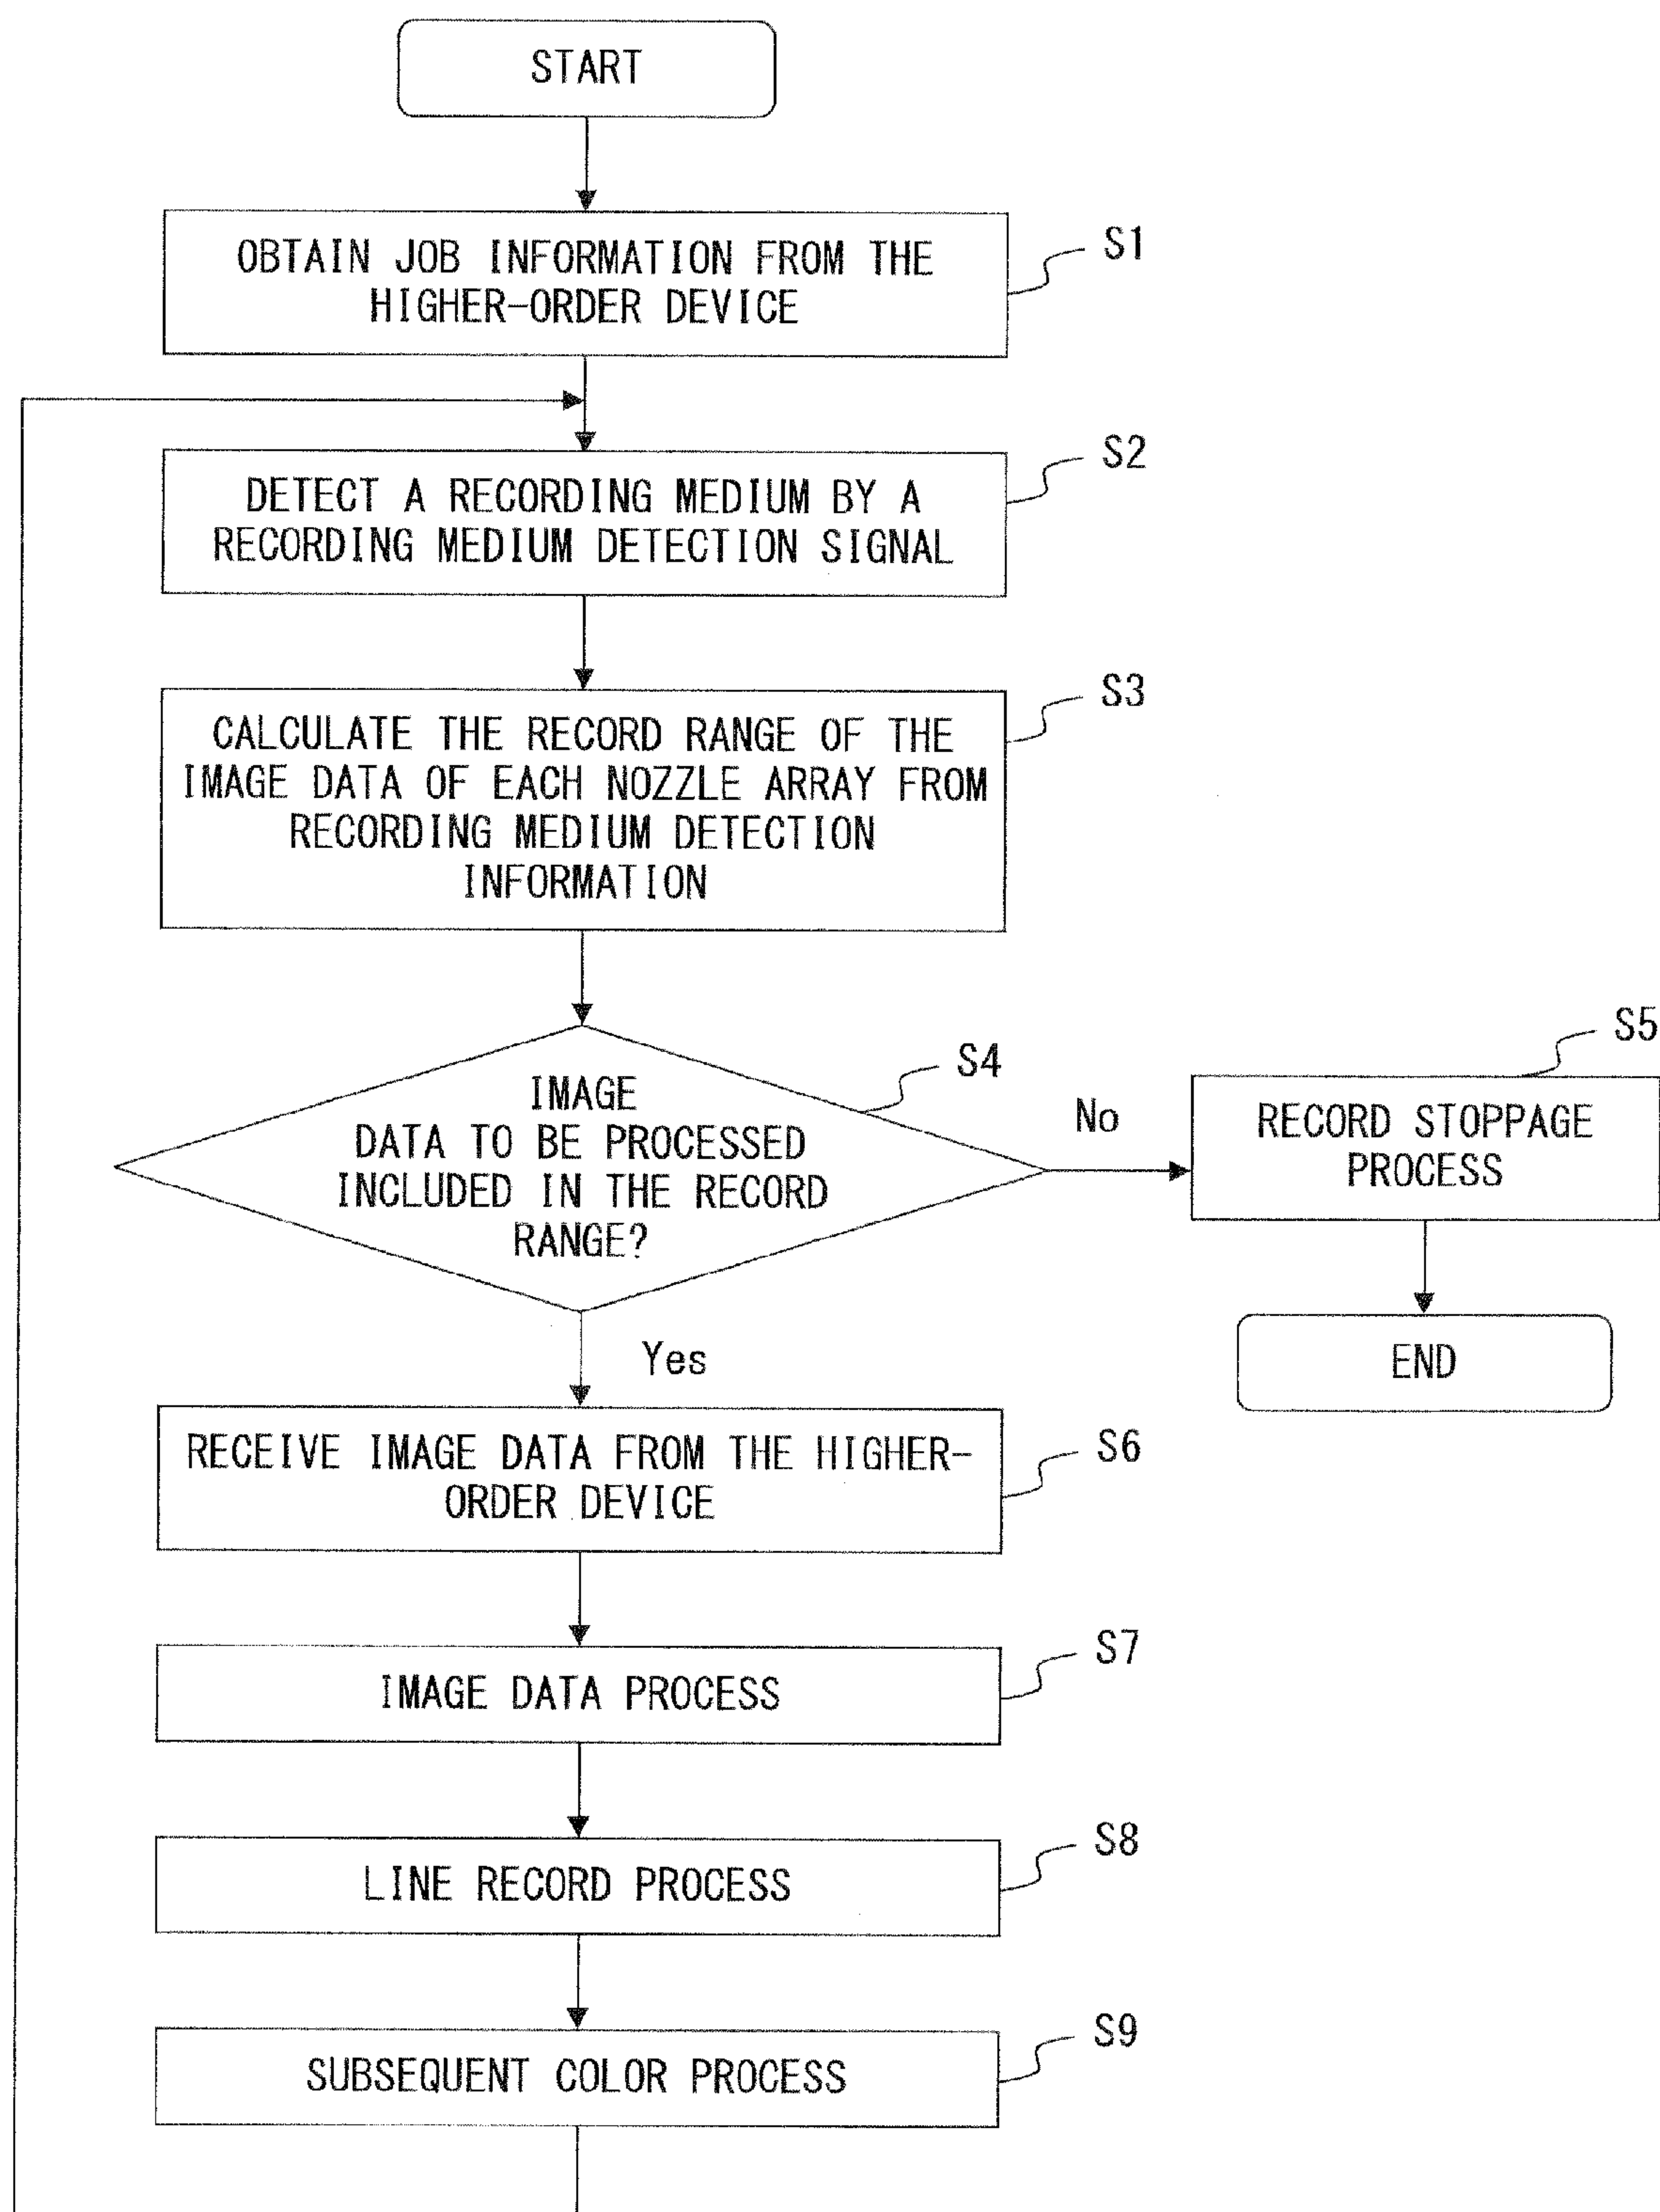 START
OBTAIN JOB INFORMATION FROM THE
HIGHER-ORDER DEVICE
S1
DETECT A RECORDING MEDIUM BY A
RECORDING MEDIUM DETECTION SIGNAL
S2
CALCULATE THE RECORD RANGE OF THE
IMAGE DATA OF EACH NOZZLE ARRAY FROM
RECORDING MEDIUM DETECTION
INFORMATION
S3
IMAGE
DATA TO BE PROCESSED
INCLUDED IN THE RECORD
RANGE?
S4
No
RECORD STOPPAGE
PROCESS
S5
END
Yes
RECEIVE IMAGE DATA FROM THE HIGHER-
ORDER DEVICE
S6
IMAGE DATA PROCESS
S7
LINE RECORD PROCESS
S8
SUBSEQUENT COLOR PROCESS
S9